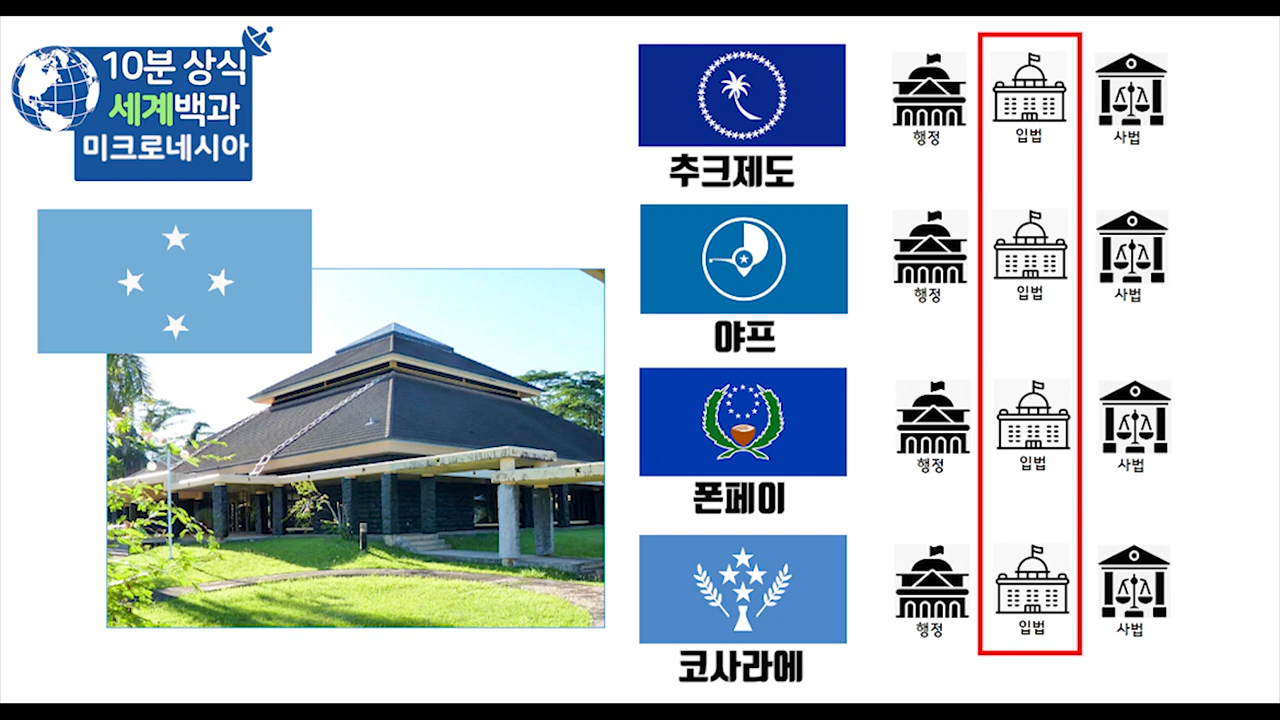 10분 상식
세계백과
미크로네시아
추크제도
행정 입법 사법
야프
행정 입법 사법
폰페이
행정 입법 사법
코사라에
행정 입법 사법